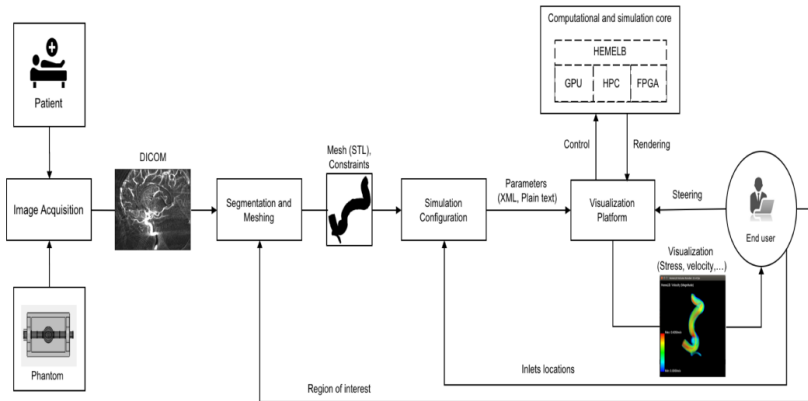 Computational and simulation core
HEMELB
GPU
HPC
FPGA
Patient
DICOM
Mesh (STL),
Constraints
Control
Rendering
Image Acquisition
Segmentation and
Meshing
Simulation
Configuration
Parameters
(XML, Plain text)
Visualization
Platform
Steering
End user
Visualization
(Stress, velocity,...)
Phantom
Inlets locations
Region of interest